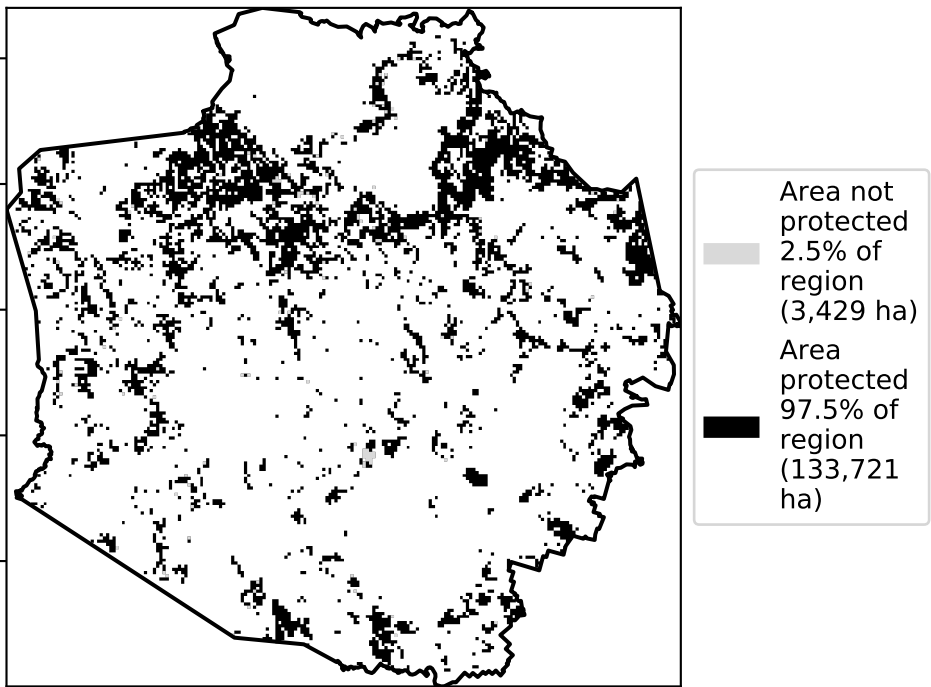 Area not
protected
2.5% of
region
(3,429 ha)
Area
protected
97.5% of
region
(133,721
ha)